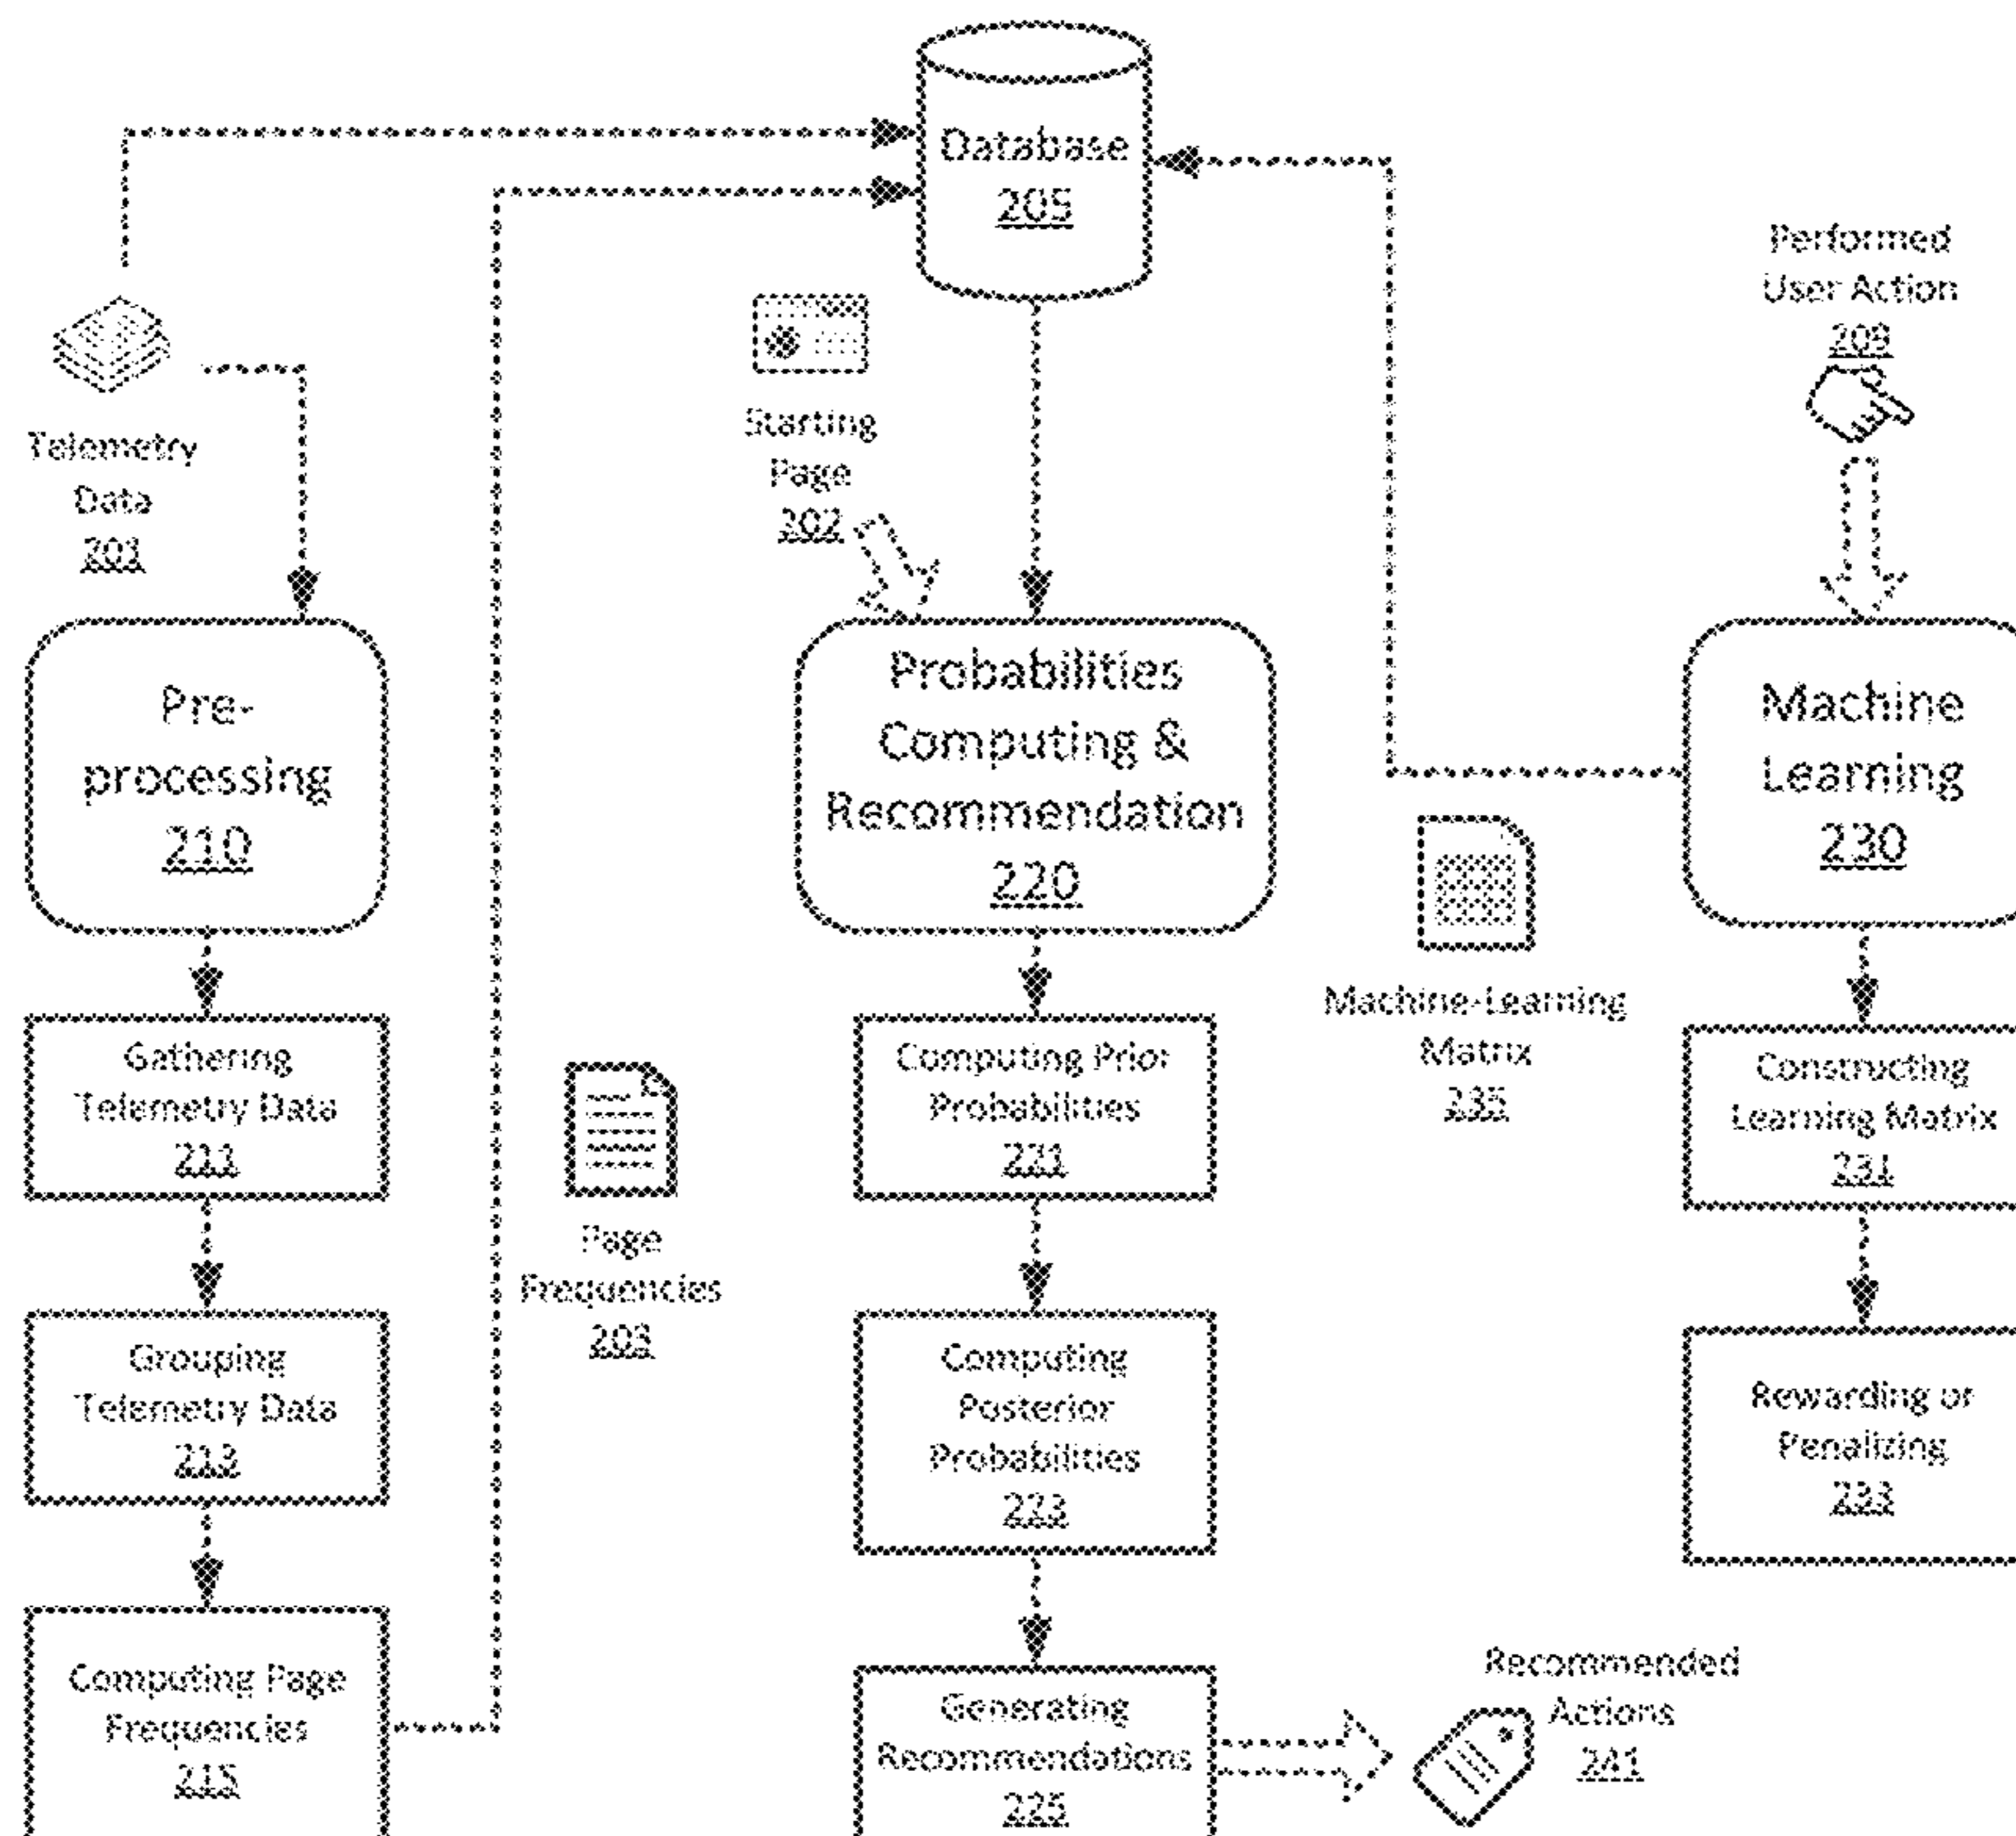 Database
205
Performed
User Action
209
Starting
Page
202
Telemetry
Data
201
Pre-
processing
210
Probabilities
Computing &
Recommendation
220
Machine
Learning
230
Gathering
Telemetry Data
211
Page
Frequencies
203
Computing Prior
Probabilities
221
Machine-Learning
Matrix
235
Constructing
Learning Matrix
231
Grouping
Telemetry Data
213
Computing
Posterior
Probabilities
223
Rewarding or
Penalizing
233
Computing Page
Frequencies
215
Generating
Recommendations
225
Recommended
Actions
241